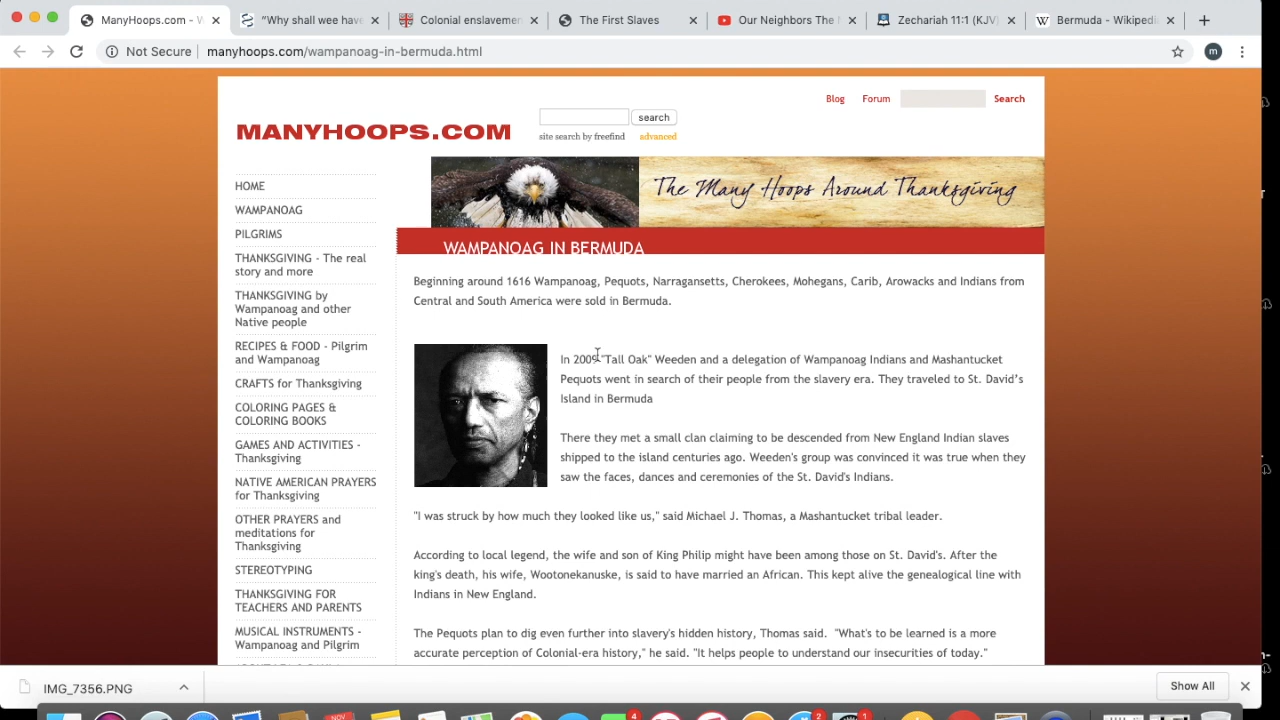 ManyHoops.com - W
"Why shall wee have
Colonial enslavemen
The First Slaves
Our Neighbors The
Zechariah 11:1 (KJV)
Bermuda - Wikiped
Not Secure
manyhoops.com/wampanoag-in-bermuda.html
m
Blog Forum Search
search
MANYHOOPS.COM
site search by freefind advanced
The Many Hoops Around Thanksgiving
HOME
WAMPANOAG
PILGRIMS
THANKSGIVING - The real
story and more
THANKSGIVING by
Wampanoag and other
Native people
RECIPES & FOOD - Pilgrim
and Wampanoag
CRAFTS for Thanksgiving
COLORING PAGES &
COLORING BOOKS
GAMES AND ACTIVITIES -
Thanksgiving
NATIVE AMERICAN PRAYERS
for Thanksgiving
OTHER PRAYERS and
meditations for
Thanksgiving
STEREOTYPING
THANKSGIVING FOR
TEACHERS AND PARENTS
MUSICAL INSTRUMENTS -
Wampanoag and Pilgrim
WAMPANOAG IN BERMUDA
Beginning around 1616 Wampanoag, Pequots, Narragansetts, Cherokees, Mohegans, Carib, Arowacks and Indians from
Central and South America were sold in Bermuda.
In 2009 "Tall Oak" Weeden and a delegation of Wampanoag Indians and Mashantucket
Pequots went in search of their people from the slavery era. They traveled to St. David's
Island in Bermuda
There they met a small clan claiming to be descended from New England Indian slaves
shipped to the island centuries ago. Weeden's group was convinced it was true when they
saw the faces, dances and ceremonies of the St. David's Indians.
"I was struck by how much they looked like us," said Michael J. Thomas, a Mashantucket tribal leader.
According to local legend, the wife and son of King Philip might have been among those on St. David's. After the
king's death, his wife, Wootonekanuske, is said to have married an African. This kept alive the genealogical line with
Indians in New England.
The Pequots plan to dig even further into slavery's hidden history, Thomas said. "What's to be learned is a more
accurate perception of Colonial-era history," he said. "It helps people to understand our insecurities of today."
IMG_7356.PNG
Show All
NOV
4
2
1